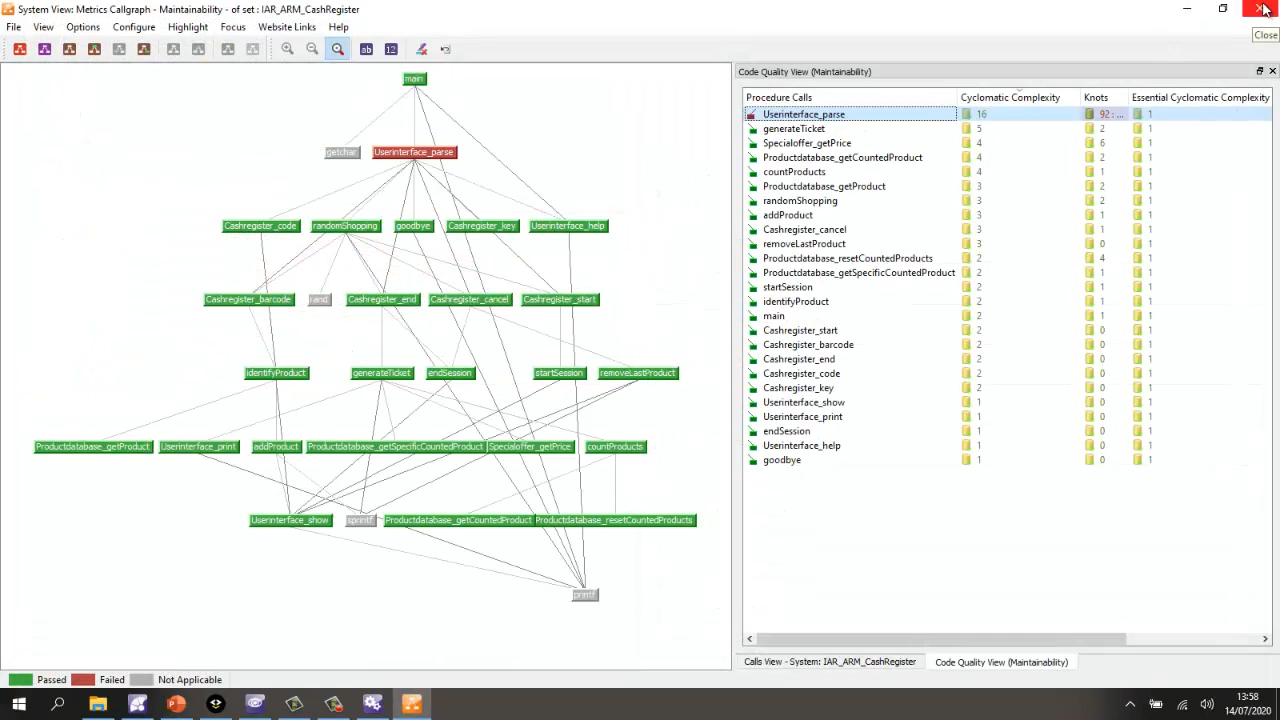 System View: Metrics Callgraph - Maintainability - of set : IAR_ARM_CashRegister
Close
File View Options Configure Highlight Focus Website Links Help
ab 12
main
getchar Userinterface_parse
Cashregister_code randomShopping goodbye Cashregister_key Userinterface_help
Cashregister_barcode rand Cashregister_end Cashregister_cancel Cashregister_start
identifyProduct generateTicket endSession startSession removeLastProduct
Productdatabase_getProduct Userinterface_print addProduct Productdatabase_getSpecificCountedProduct Specialoffer_getPrice countProducts
Userinterface_show sprintf Productdatabase_getCountedProduct Productdatabase_resetCountedProducts
printf
Passed Failed Not Applicable
Code Quality View (Maintainability)
Procedure Calls Cyclomatic Complexity Knots Essential Cyclomatic Complexity
Userinterface_parse 16 92: ... 1
generateTicket 5 2 1
Specialoffer_getPrice 4 6 1
Productdatabase_getCountedProduct 4 2 1
countProducts 4 1 1
Productdatabase_getProduct 3 2 1
randomShopping 3 2 1
addProduct 3 1 1
Cashregister_cancel 3 1 1
removeLastProduct 3 0 1
Productdatabase_resetCountedProducts 2 4 1
Productdatabase_getSpecificCountedProduct 2 1 1
startSession 2 1 1
identifyProduct 2 1 1
main 2 1 1
Cashregister_start 2 0 1
Cashregister_barcode 2 0 1
Cashregister_end 2 0 1
Cashregister_code 2 0 1
Cashregister_key 2 0 1
Userinterface_show 1 0 1
Userinterface_print 1 0 1
endSession 1 0 1
Userinterface_help 1 0 1
goodbye 1 0 1
Calls View - System: IAR_ARM_CashRegister Code Quality View (Maintainability)
13:58
14/07/2020